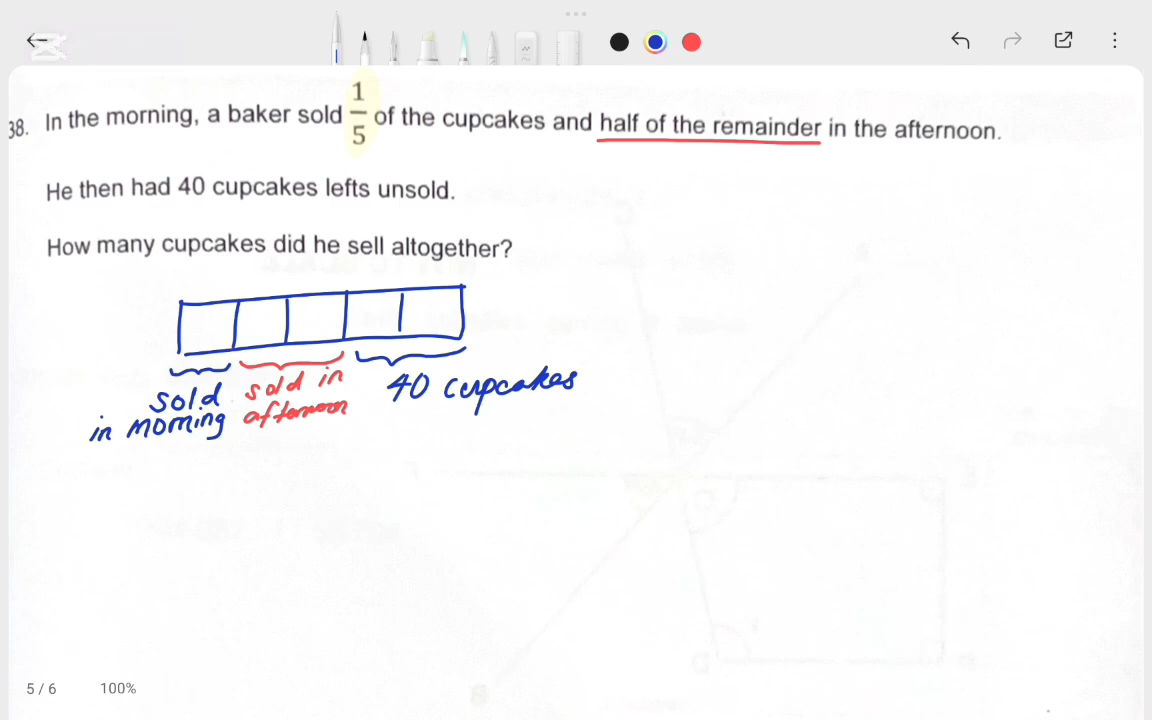 38. In the morning, a baker sold 1/5 of the cupcakes and half of the remainder in the afternoon.
He then had 40 cupcakes lefts unsold.
How many cupcakes did he sell altogether?
sold in morning
sold in afternoon
40 cupcakes
5 / 6 100%